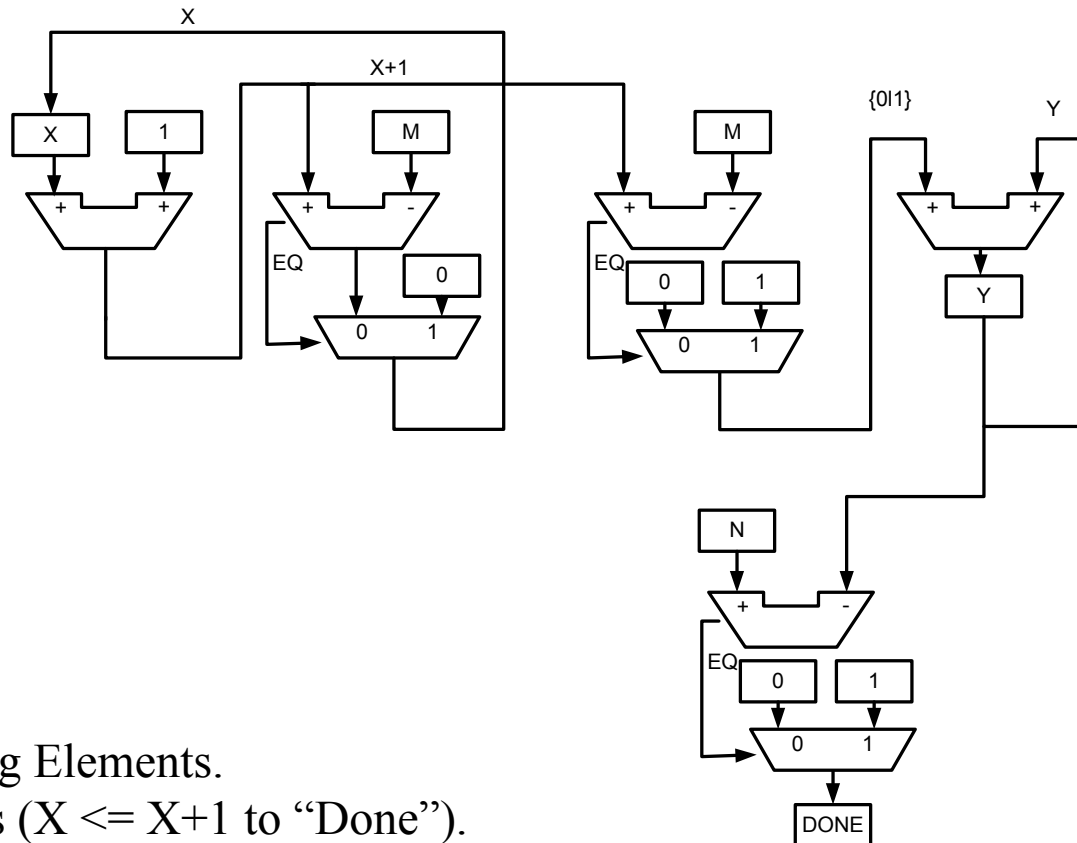 X
X+1
{0|1}
Y
X
1
M
M
+ +
+ -
+ -
+ +
EQ
0
EQ
0
1
Y
0 1
0 1
N
+ -
EQ
0
1
0 1
g Elements.
s (X <= X+1 to “Done”).
DONE